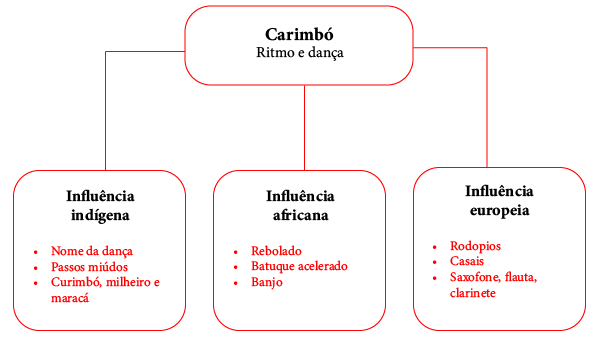 Carimbó
Ritmo e dança
Influência
indígena
• Nome da dança
• Passos miúdos
• Curimbó, milheiro e
maracá
Influência
africana
• Rebolado
• Batuque acelerado
• Banjo
Influência
europeia
• Rodopios
• Casais
• Saxofone, flauta,
clarinete